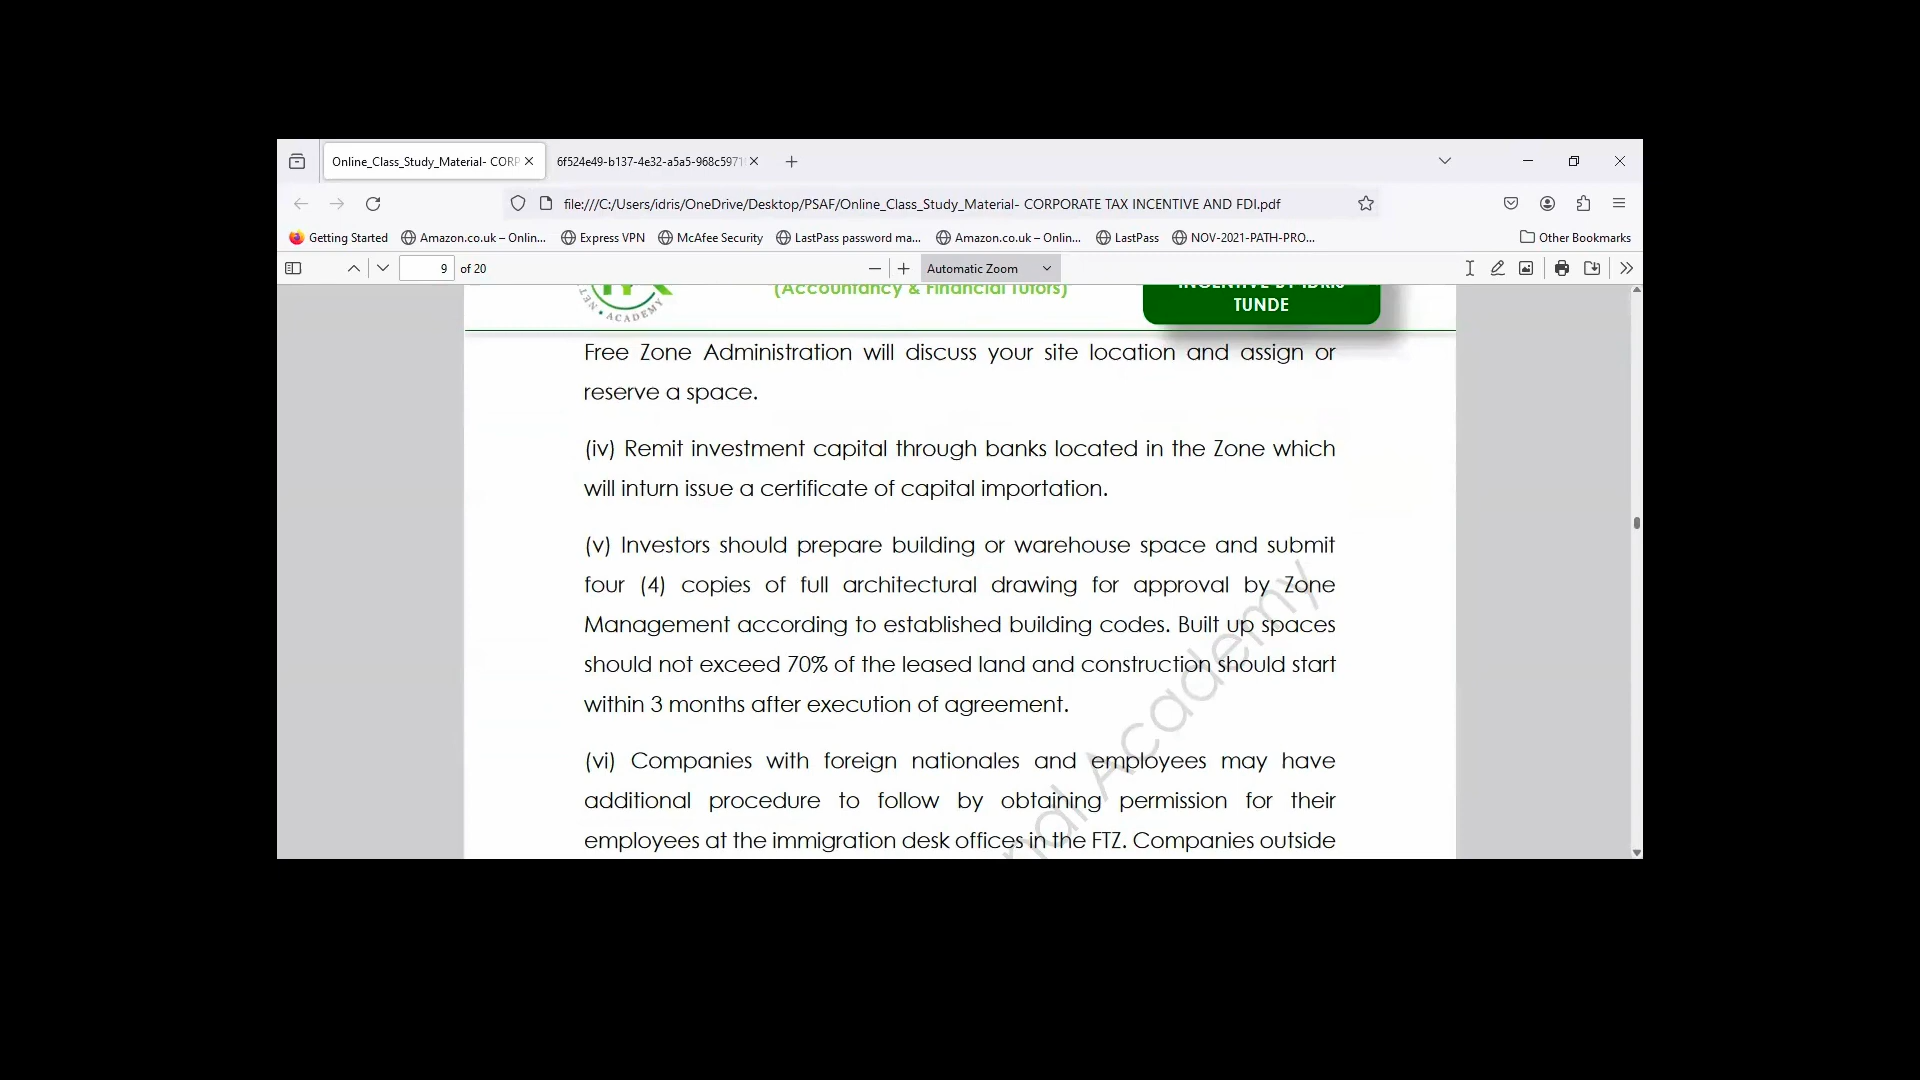 Online_Class_Study_Material- CORP
6f524e49-b137-4e32-a5a5-968c5971
file:///C:/Users/idris/OneDrive/Desktop/PSAF/Online_Class_Study_Material- CORPORATE TAX INCENTIVE AND FDI.pdf
Getting Started Amazon.co.uk – Onlin... Express VPN McAfee Security LastPass password ma... Amazon.co.uk – Onlin... LastPass NOV-2021-PATH-PRO... Other Bookmarks
9 of 20 Automatic Zoom
NET • ACADEMY
(Accountancy & Financial Tutors)
INCENTIVE BY IDRIS
TUNDE
Free Zone Administration will discuss your site location and assign or
reserve a space.
(iv) Remit investment capital through banks located in the Zone which
will inturn issue a certificate of capital importation.
(v) Investors should prepare building or warehouse space and submit
four (4) copies of full architectural drawing for approval by Zone
Management according to established building codes. Built up spaces
should not exceed 70% of the leased land and construction should start
within 3 months after execution of agreement.
(vi) Companies with foreign nationales and employees may have
additional procedure to follow by obtaining permission for their
employees at the immigration desk offices in the FTZ. Companies outside
Academy